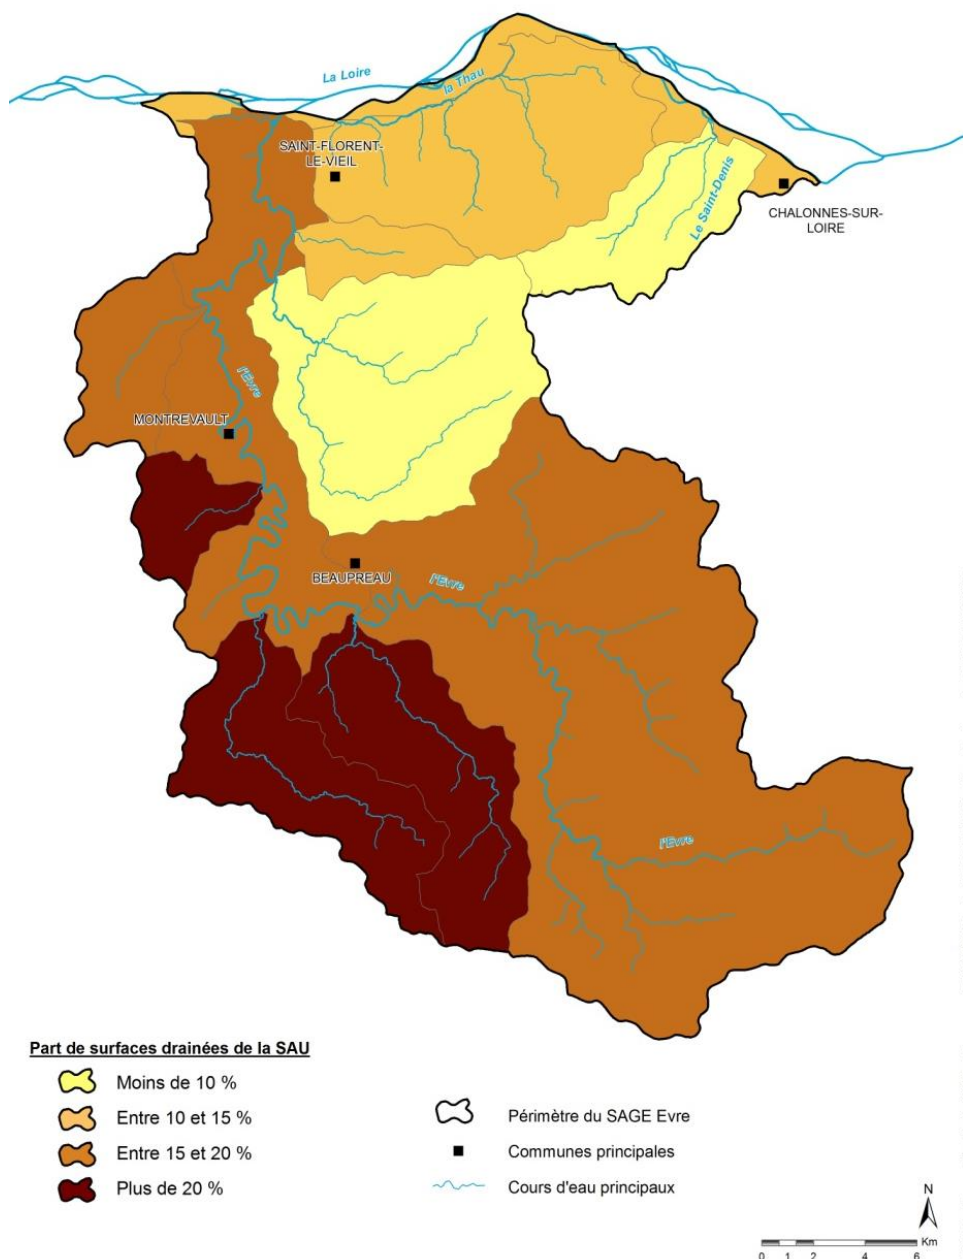 La Loire
la Thau
SAINT-FLORENT-
LE-VIEIL
Le Saint-Denis
CHALONNES-SUR-
LOIRE
l'Evre
MONTREVAULT
BEAUPREAU
l'Evre
l'Evre
Part de surfaces drainées de la SAU
Moins de 10 %
Entre 10 et 15 %
Entre 15 et 20 %
Plus de 20 %
Périmètre du SAGE Evre
Communes principales
Cours d'eau principaux
N
Km
0 1 2 4 6